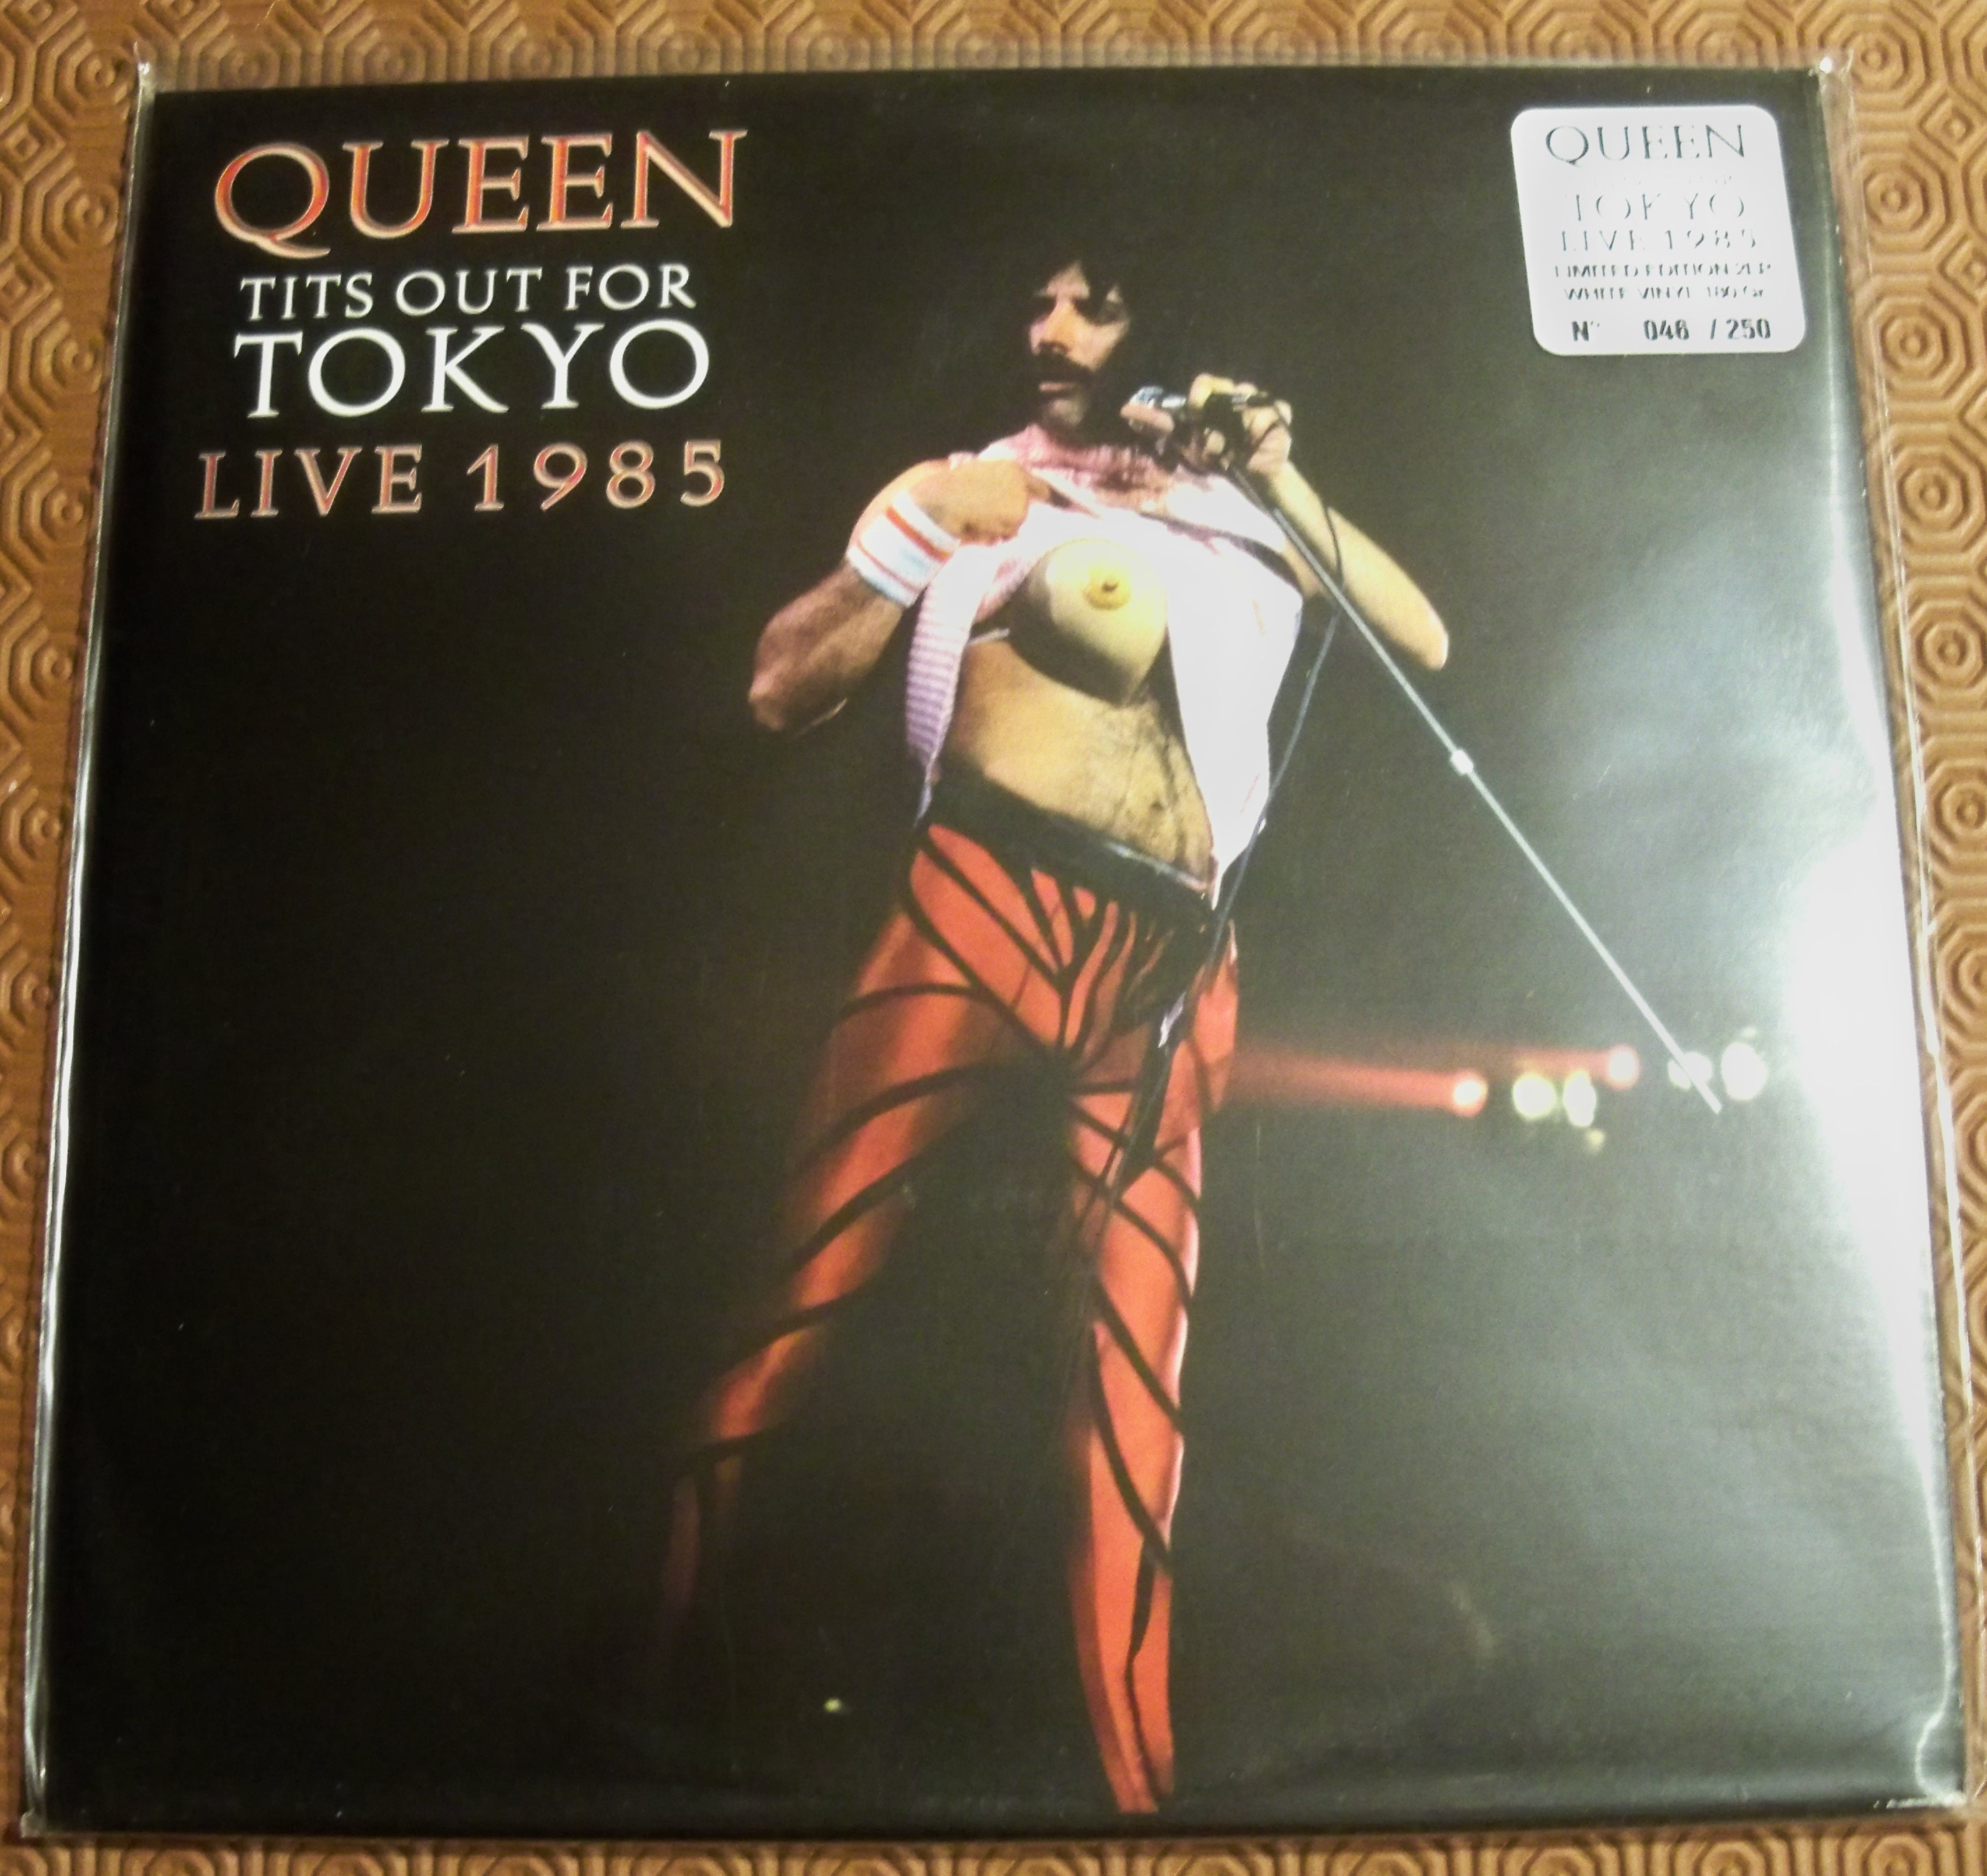 QUEEN
TITS OUT FOR
TOKYO
LIVE 1985
QUEEN
TOKYO
LIVE 1985
LIMITED EDITION 2LP
WHITE VINYL 180 Gr
N° 046 / 250